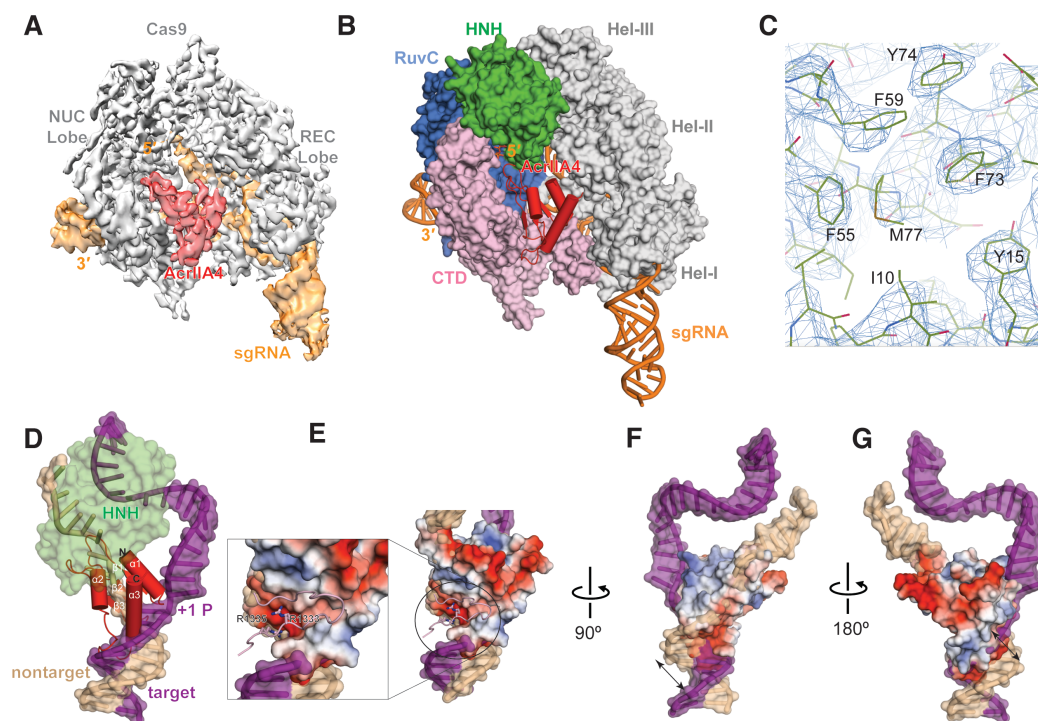 A
Cas9
NUC
Lobe
5′
REC
Lobe
3′
AcrIIA4
sgRNA
B
HNH
Hel-III
RuvC
Hel-II
5′
AcrIIA4
3′
CTD
Hel-I
sgRNA
C
Y74
F59
F73
F55
M77
Y15
I10
D
HNH
N
α1
α2
β1
C
β2
α3
β3
+1 P
nontarget
target
E
R1335
R1333
F
90º
G
180º